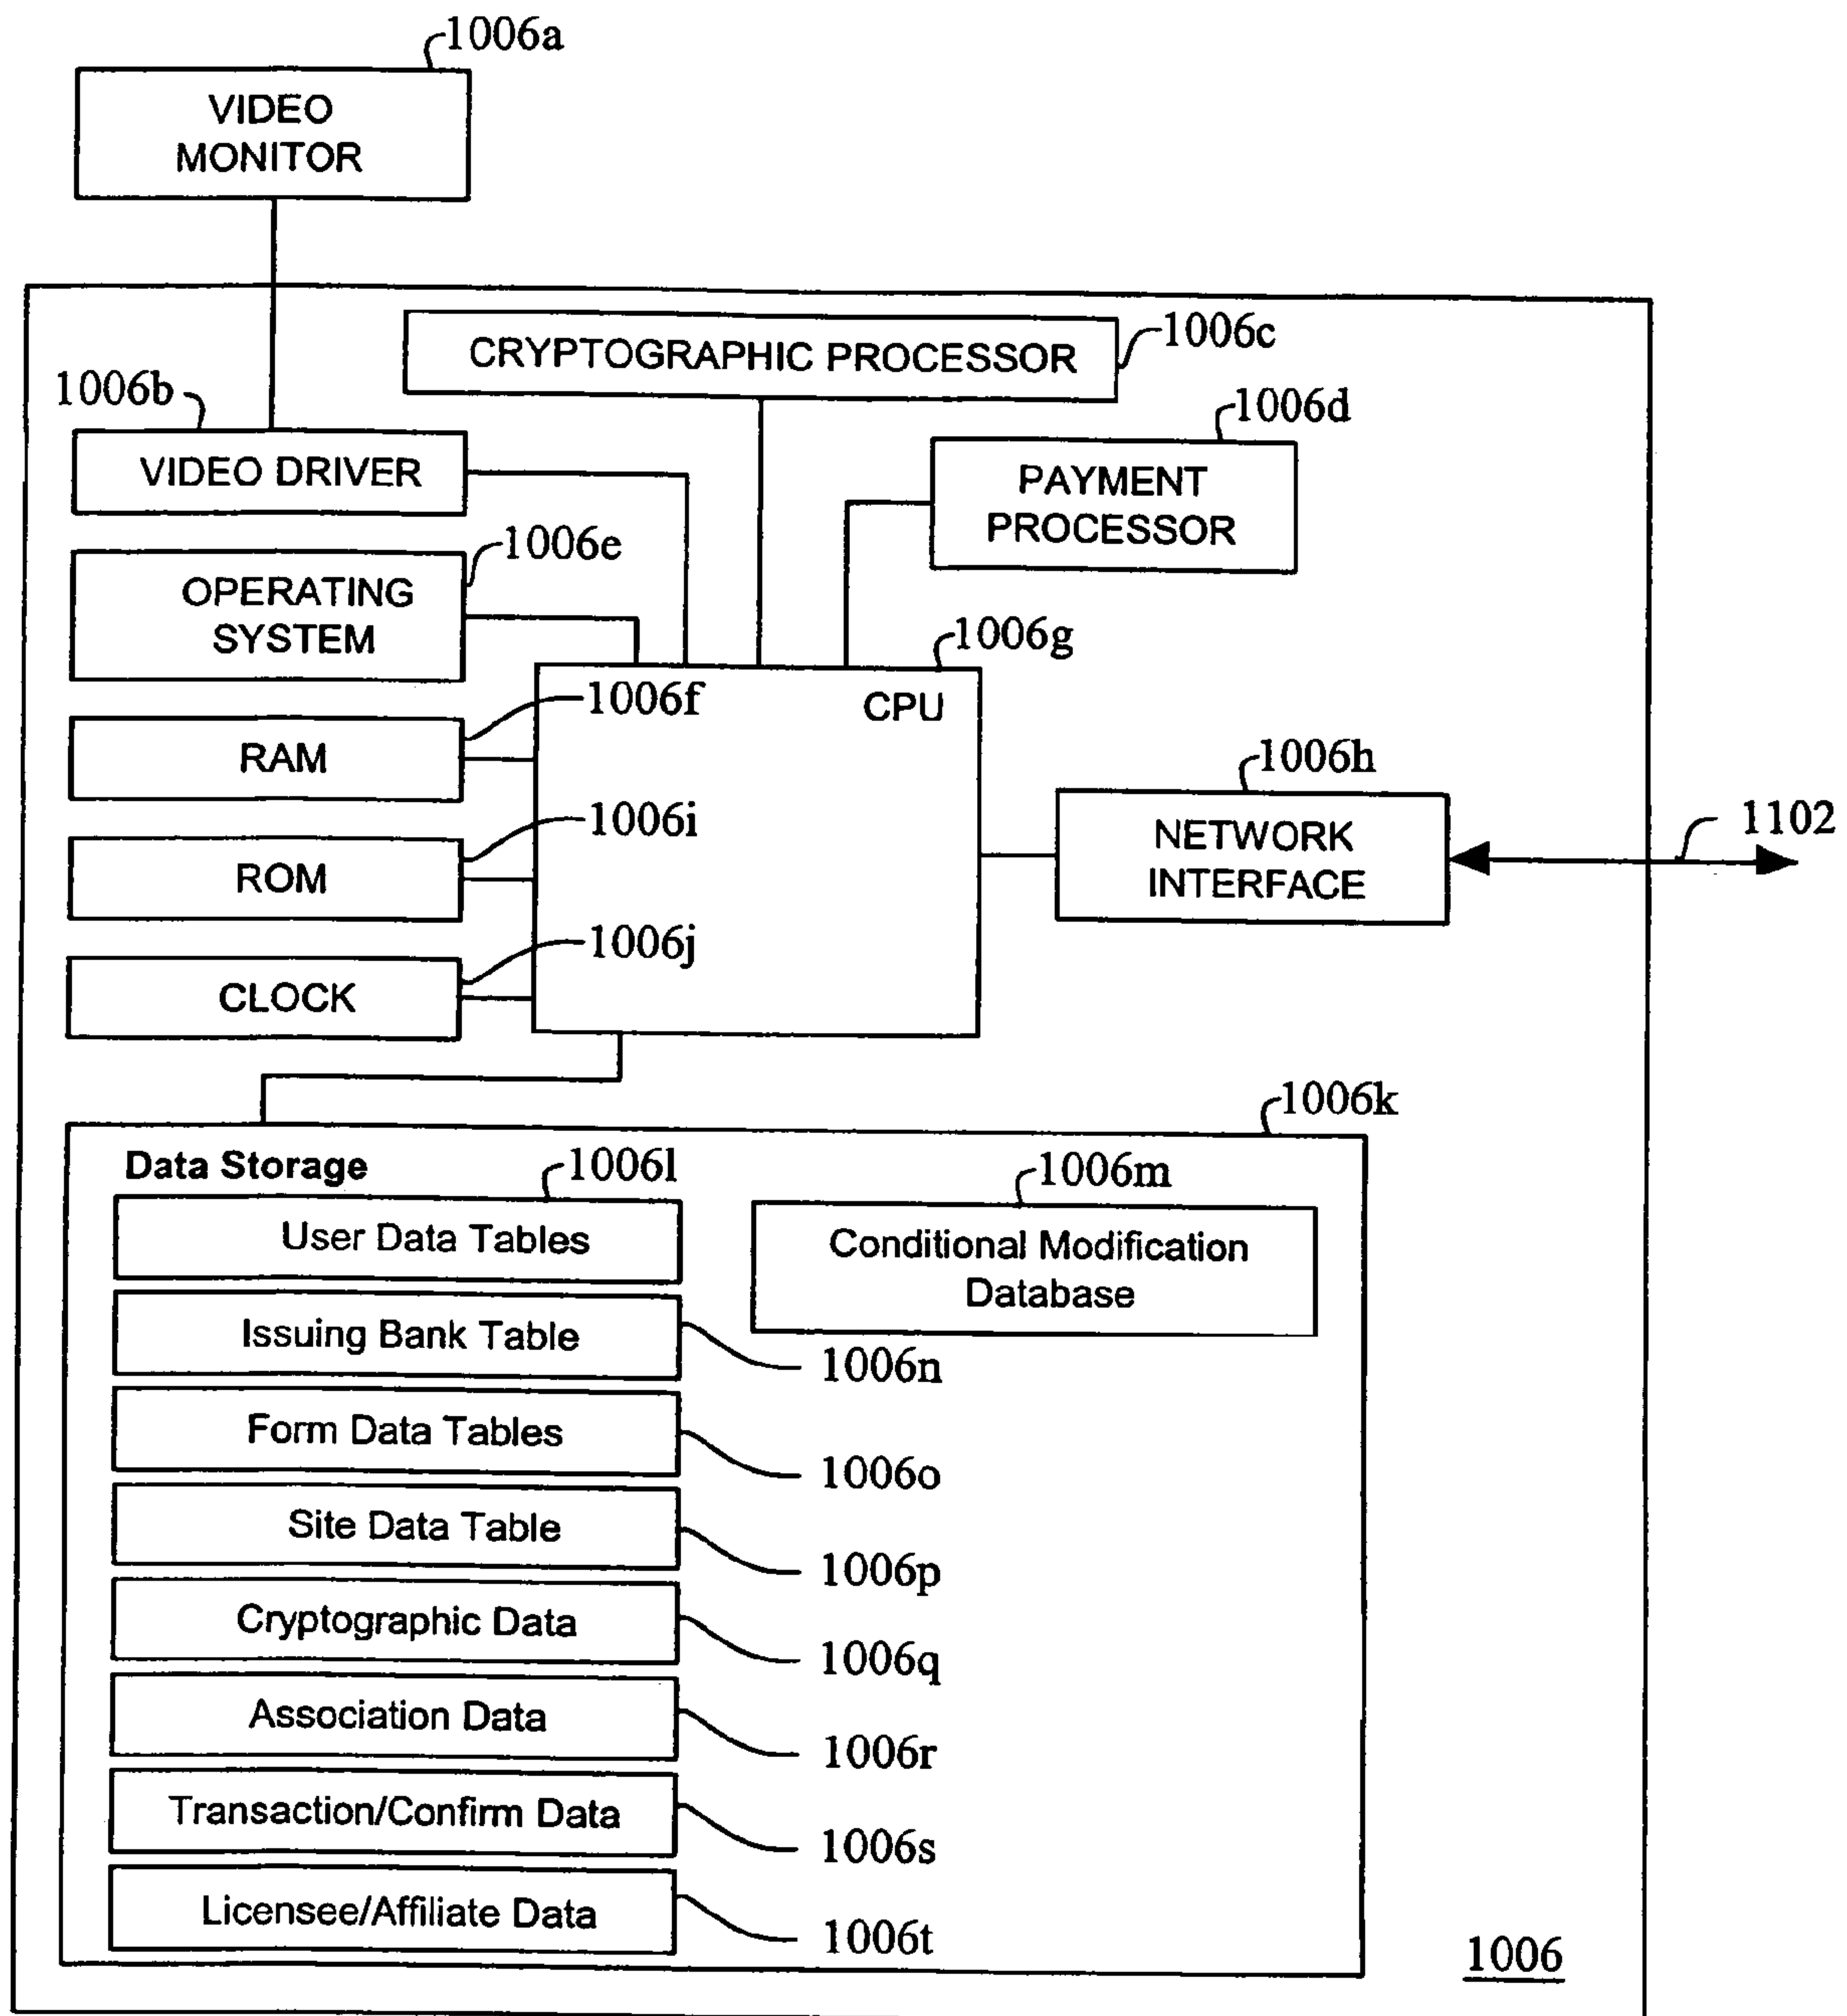 1006a
VIDEO
MONITOR
CRYPTOGRAPHIC PROCESSOR
1006c
1006b
VIDEO DRIVER
1006d
PAYMENT
PROCESSOR
1006e
OPERATING
SYSTEM
1006g
CPU
1006f
RAM
1006h
NETWORK
INTERFACE
1102
1006i
ROM
1006j
CLOCK
1006k
Data Storage
1006l
User Data Tables
1006m
Conditional Modification
Database
Issuing Bank Table
1006n
Form Data Tables
1006o
Site Data Table
1006p
Cryptographic Data
1006q
Association Data
1006r
Transaction/Confirm Data
1006s
Licensee/Affiliate Data
1006t
1006